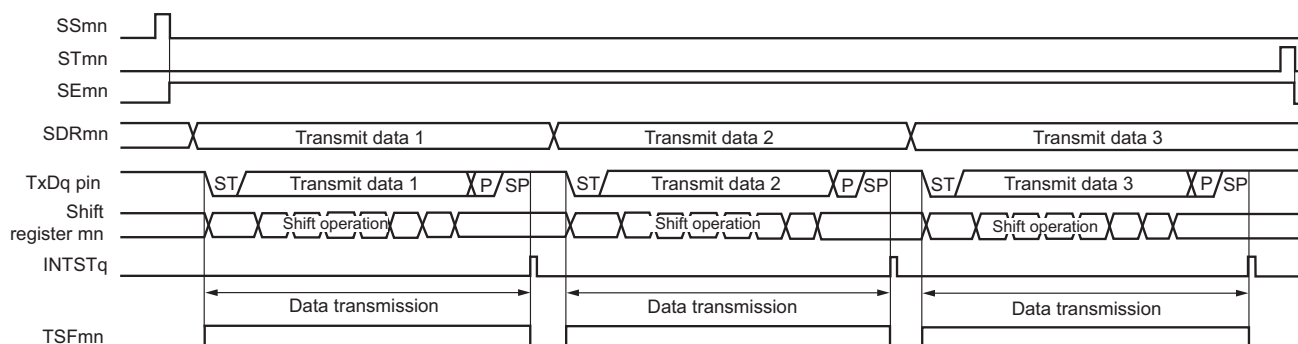 SSmn
STmn
SEmn
SDRmn Transmit data 1 Transmit data 2 Transmit data 3
TxDq pin ST Transmit data 1 P SP ST Transmit data 2 P SP ST Transmit data 3 P SP
Shift
register mn Shift operation Shift operation Shift operation
INTSTq
Data transmission Data transmission Data transmission
TSFmn